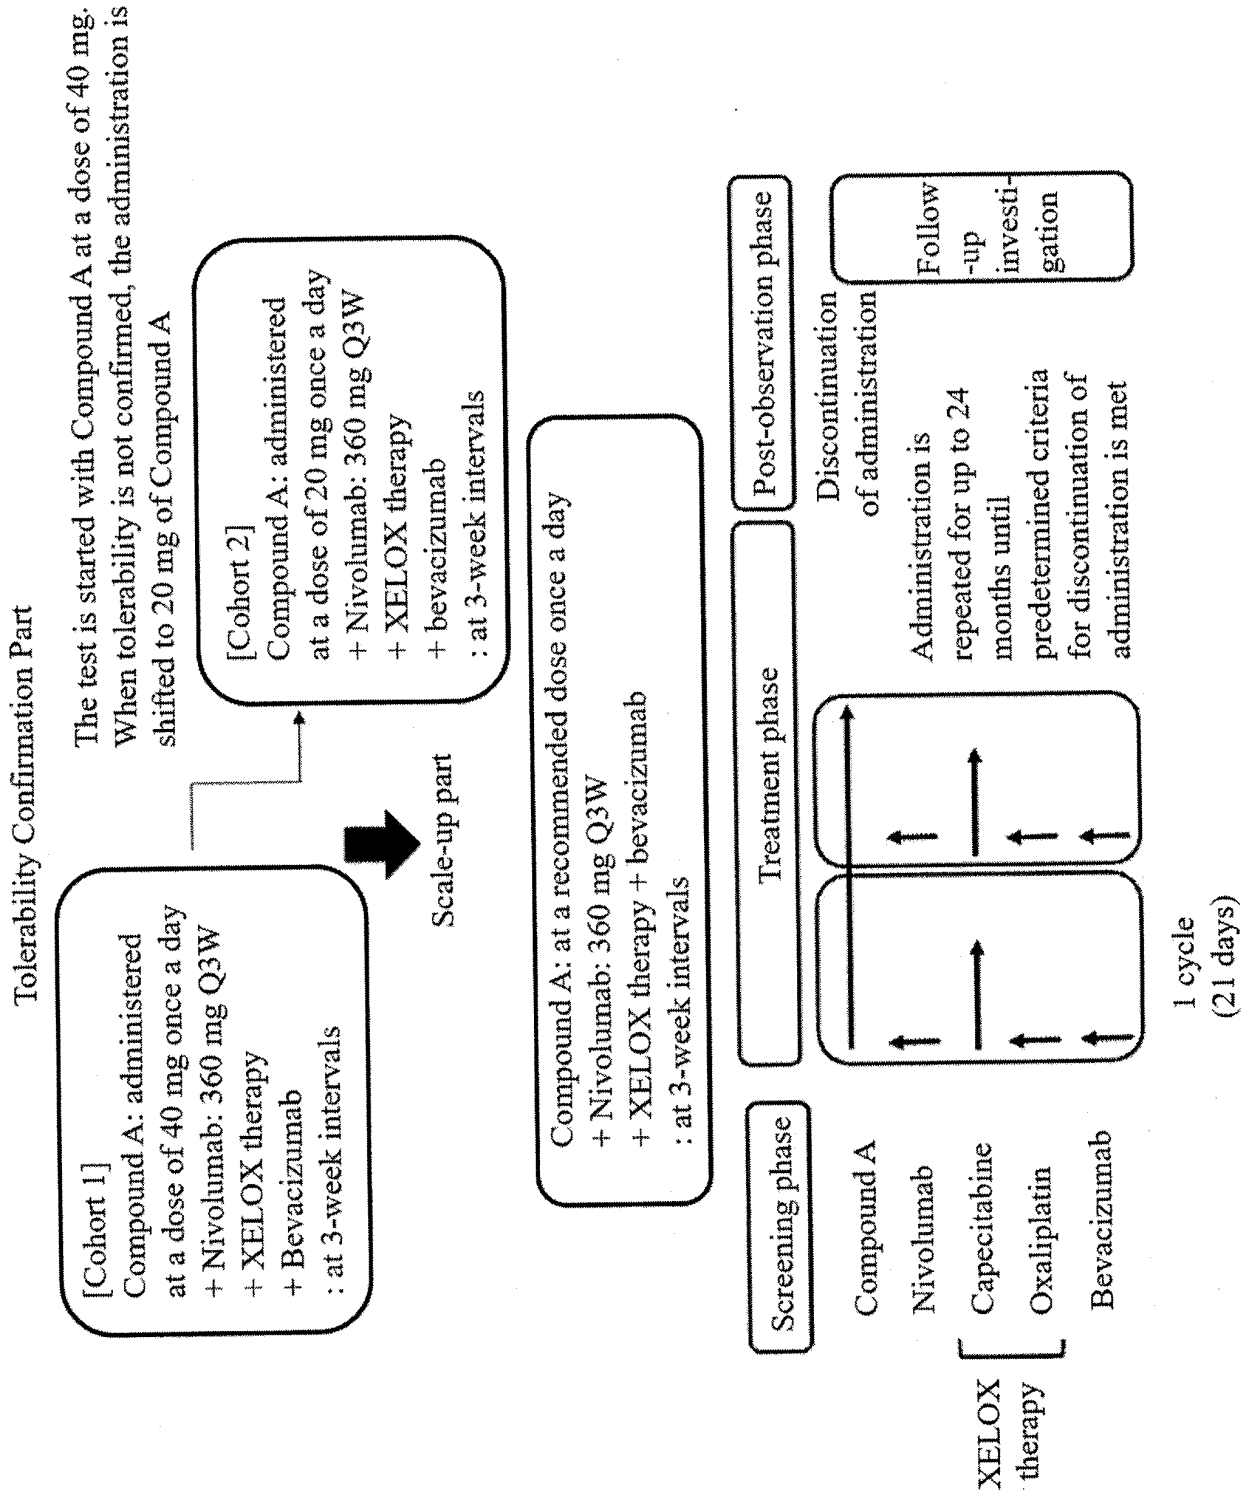 Tolerability Confirmation Part
The test is started with Compound A at a dose of 40 mg.
When tolerability is not confirmed, the administration is
shifted to 20 mg of Compound A
[Cohort 1]
Compound A: administered
at a dose of 40 mg once a day
+ Nivolumab: 360 mg Q3W
+ XELOX therapy
+ Bevacizumab
: at 3-week intervals
[Cohort 2]
Compound A: administered
at a dose of 20 mg once a day
+ Nivolumab: 360 mg Q3W
+ XELOX therapy
+ bevacizumab
: at 3-week intervals
Scale-up part
Compound A: at a recommended dose once a day
+ Nivolumab: 360 mg Q3W
+ XELOX therapy + bevacizumab
: at 3-week intervals
Screening phase
Treatment phase
Post-observation phase
Compound A
Nivolumab
Capecitabine
Oxaliplatin
Bevacizumab
XELOX
therapy
1 cycle
(21 days)
Discontinuation
of administration
Administration is
repeated for up to 24
months until
predetermined criteria
for discontinuation of
administration is met
Follow
-up
investi-
gation